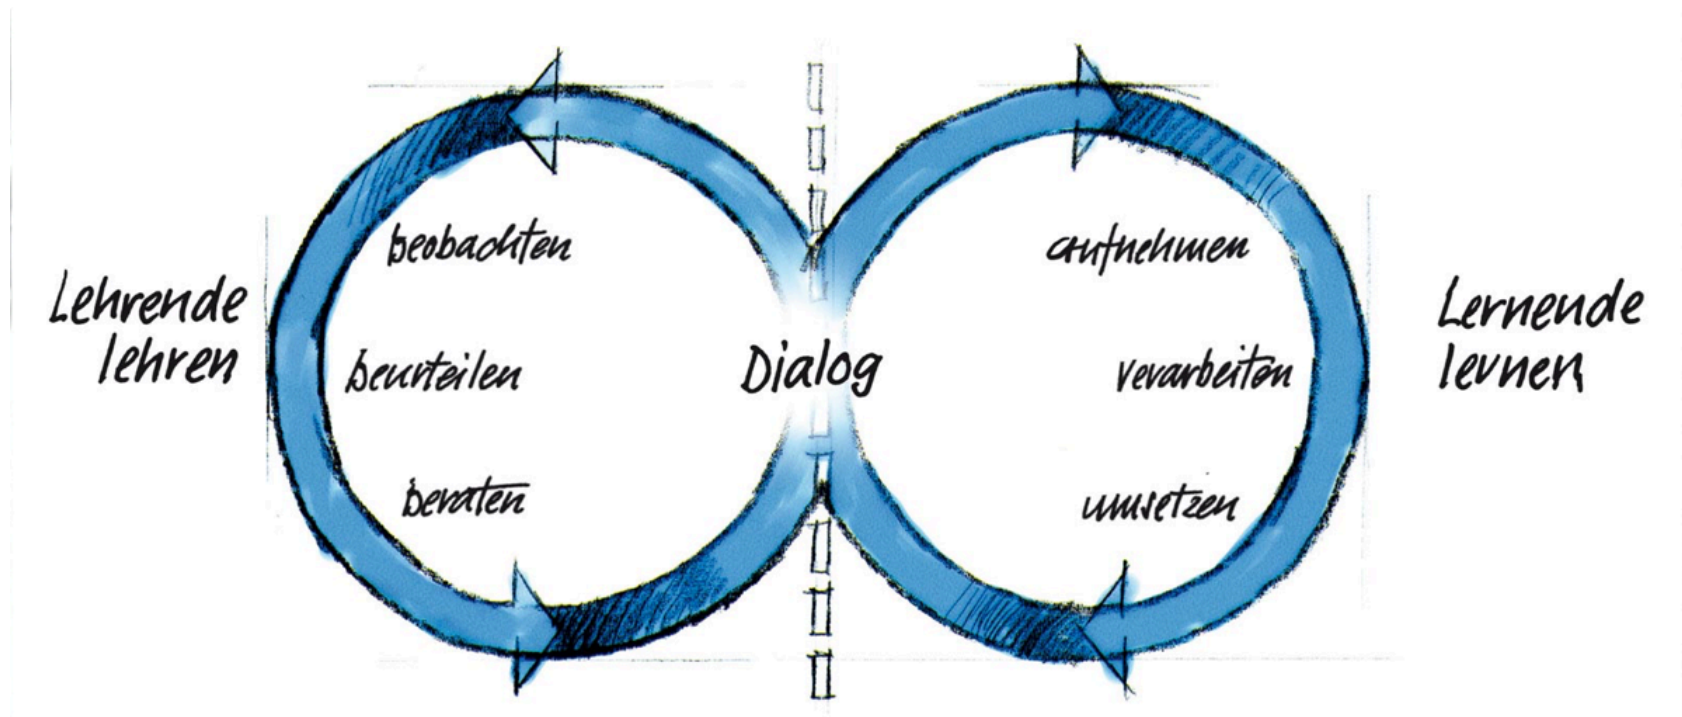 beobachten
aufnehmen
Lehrende
lehren
Lernende
lernen
beurteilen
Dialog
verarbeiten
beraten
umsetzen